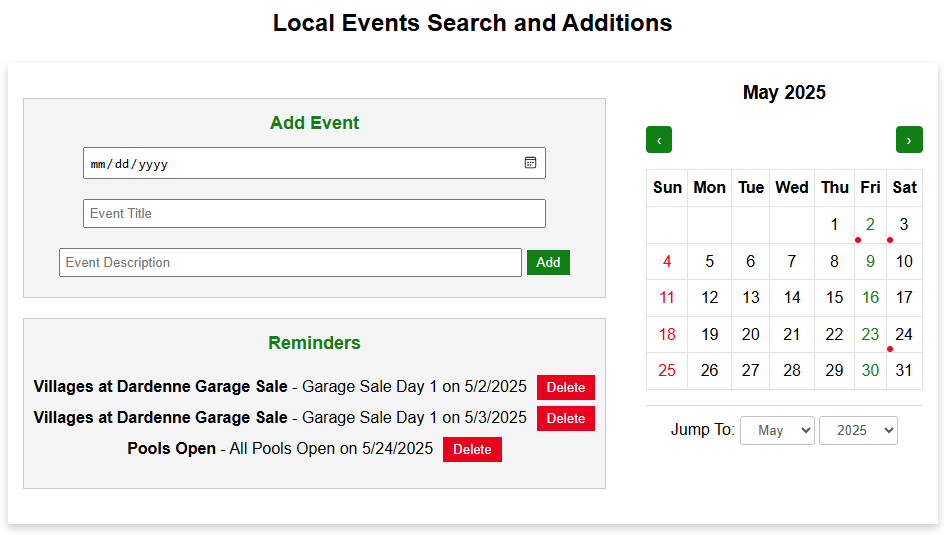 Local Events Search and Additions
Add Event
mm/dd/yyyy
Event Title
Event Description Add
Reminders
Villages at Dardenne Garage Sale - Garage Sale Day 1 on 5/2/2025 Delete
Villages at Dardenne Garage Sale - Garage Sale Day 1 on 5/3/2025 Delete
Pools Open - All Pools Open on 5/24/2025 Delete
May 2025
‹ ›
Sun Mon Tue Wed Thu Fri Sat
1 2 3
4 5 6 7 8 9 10
11 12 13 14 15 16 17
18 19 20 21 22 23 24
25 26 27 28 29 30 31
Jump To: May 2025